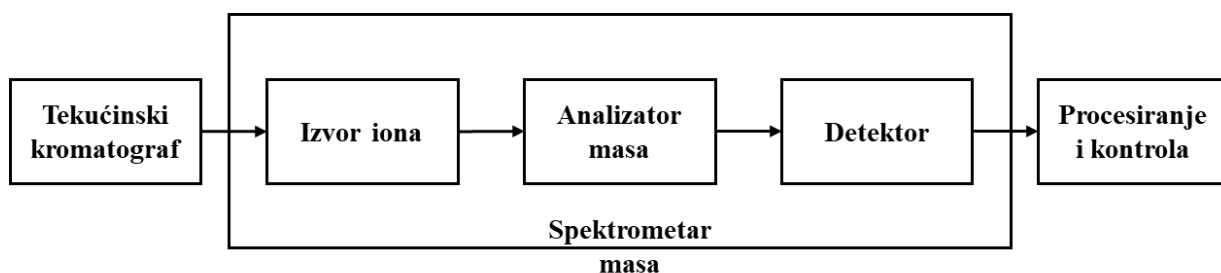 Tekućinski
kromatograf
Izvor iona
Analizator
masa
Detektor
Procesiranje
i kontrola
Spektrometar
masa